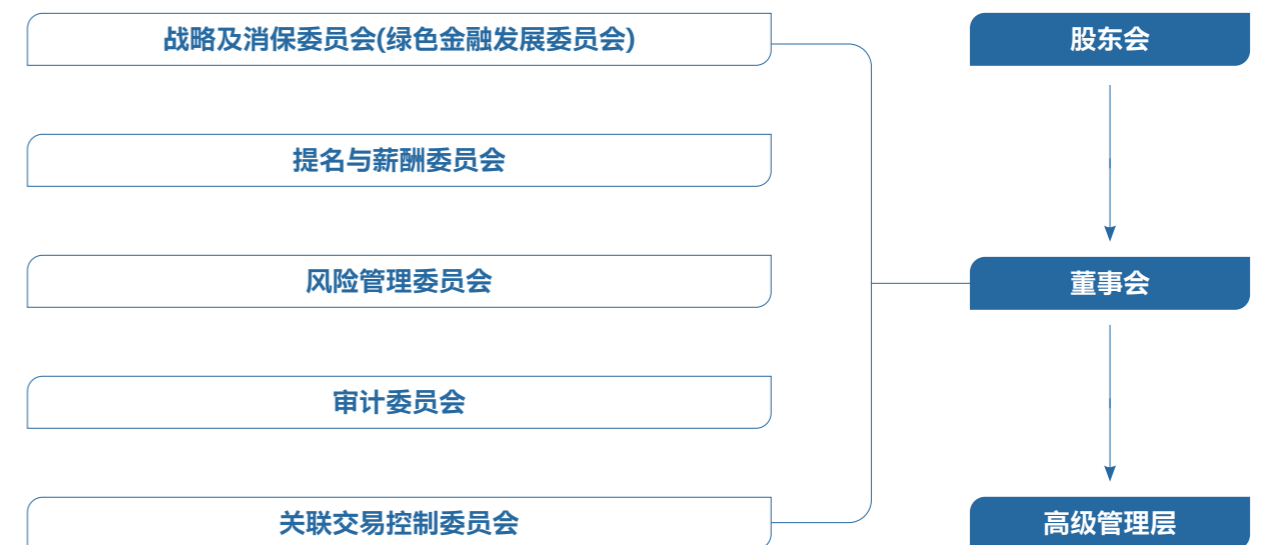 战略及消保委员会(绿色金融发展委员会)
股东会
提名与薪酬委员会
风险管理委员会
董事会
审计委员会
关联交易控制委员会
高级管理层